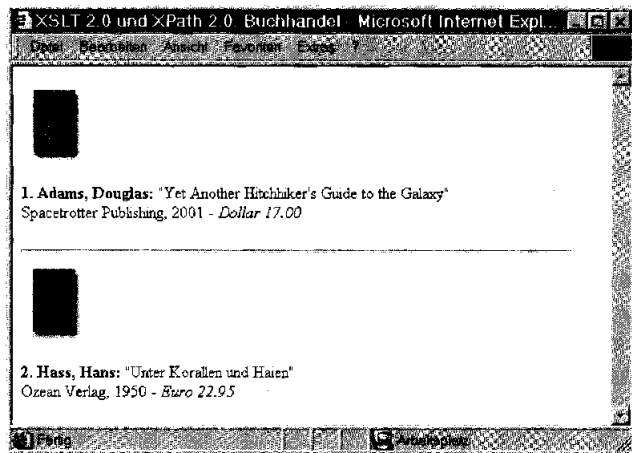 XSLT 2.0 und XPath 2.0: Buchhandel - Microsoft Internet Expl...
Datei Bearbeiten Ansicht Favoriten Extras ?
1. Adams, Douglas: "Yet Another Hitchhiker's Guide to the Galaxy"
Spacetrotter Publishing, 2001 - Dollar 17.00
2. Hass, Hans: "Unter Korallen und Haien"
Ozean Verlag, 1950 - Euro 22.95
Fertig Arbeitsplatz